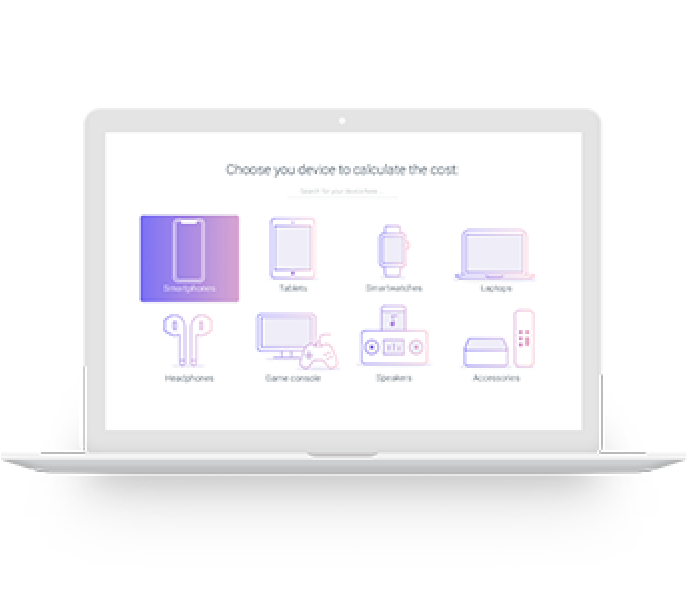 Choose you device to calculate the cost:
Search for your device here ...
Smartphones
Tablets
Smartwatches
Laptops
Headphones
Game console
Speakers
Accessories